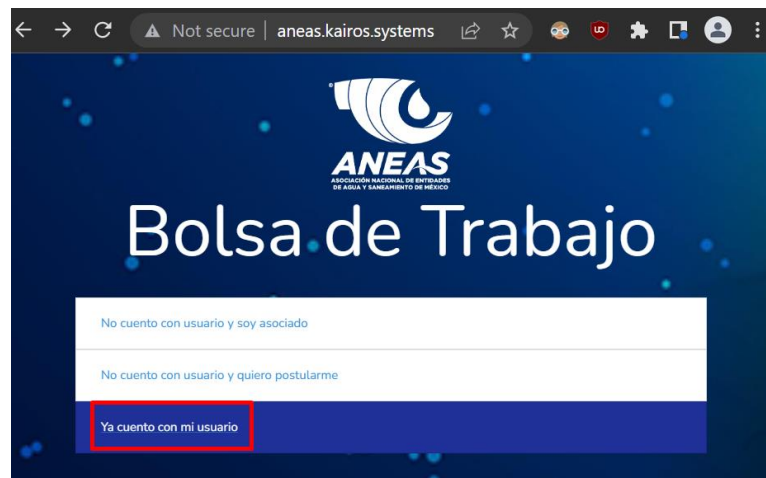 Not secure | aneas.kairos.systems
ANEAS
ASOCIACIÓN NACIONAL DE ENTIDADES
DE AGUA Y SANEAMIENTO DE MÉXICO
Bolsa de Trabajo
No cuento con usuario y soy asociado
No cuento con usuario y quiero postularme
Ya cuento con mi usuario